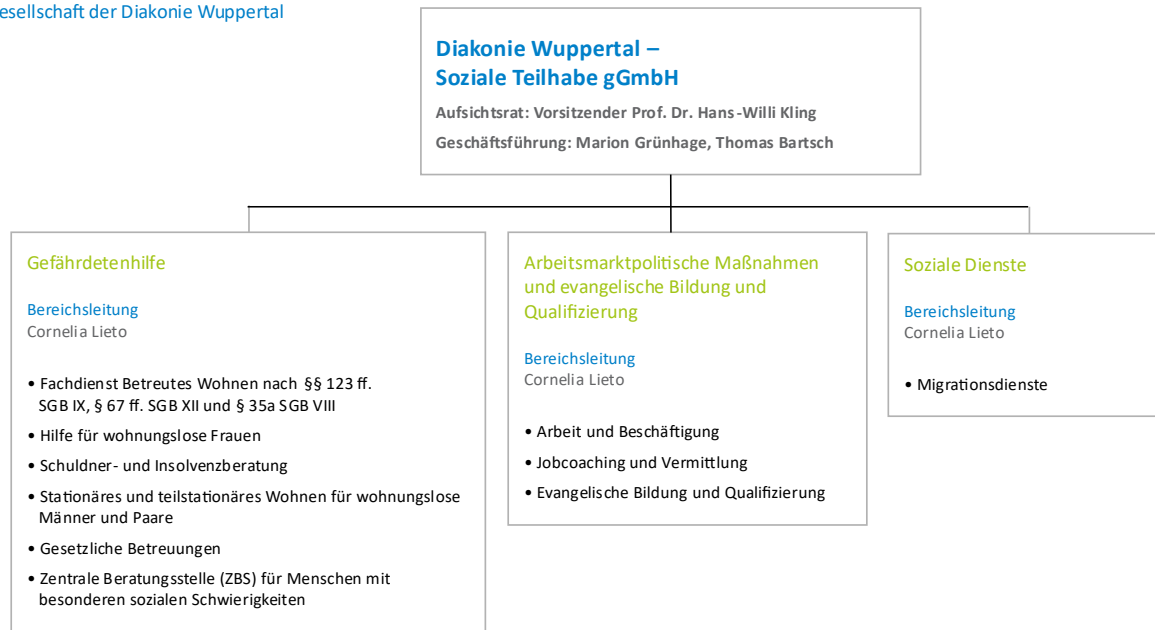 esellschaft der Diakonie Wuppertal
Diakonie Wuppertal –
Soziale Teilhabe gGmbH
Aufsichtsrat: Vorsitzender Prof. Dr. Hans-Willi Kling
Geschäftsführung: Marion Grünhage, Thomas Bartsch
Gefährdetenhilfe
Bereichsleitung
Cornelia Lieto
• Fachdienst Betreutes Wohnen nach §§ 123 ff.
SGB IX, § 67 ff. SGB XII und § 35a SGB VIII
• Hilfe für wohnungslose Frauen
• Schuldner- und Insolvenzberatung
• Stationäres und teilstationäres Wohnen für wohnungslose
Männer und Paare
• Gesetzliche Betreuungen
• Zentrale Beratungsstelle (ZBS) für Menschen mit
besonderen sozialen Schwierigkeiten
Arbeitsmarktpolitische Maßnahmen
und evangelische Bildung und
Qualifizierung
Bereichsleitung
Cornelia Lieto
• Arbeit und Beschäftigung
• Jobcoaching und Vermittlung
• Evangelische Bildung und Qualifizierung
Soziale Dienste
Bereichsleitung
Cornelia Lieto
• Migrationsdienste